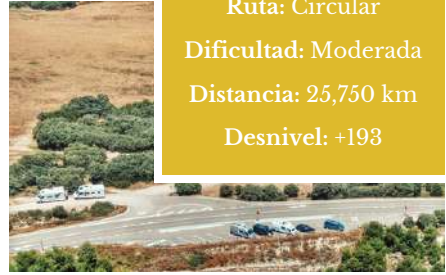 Ruta: Circular
Dificultad: Moderada
Distancia: 25,750 km
Desnivel: +193